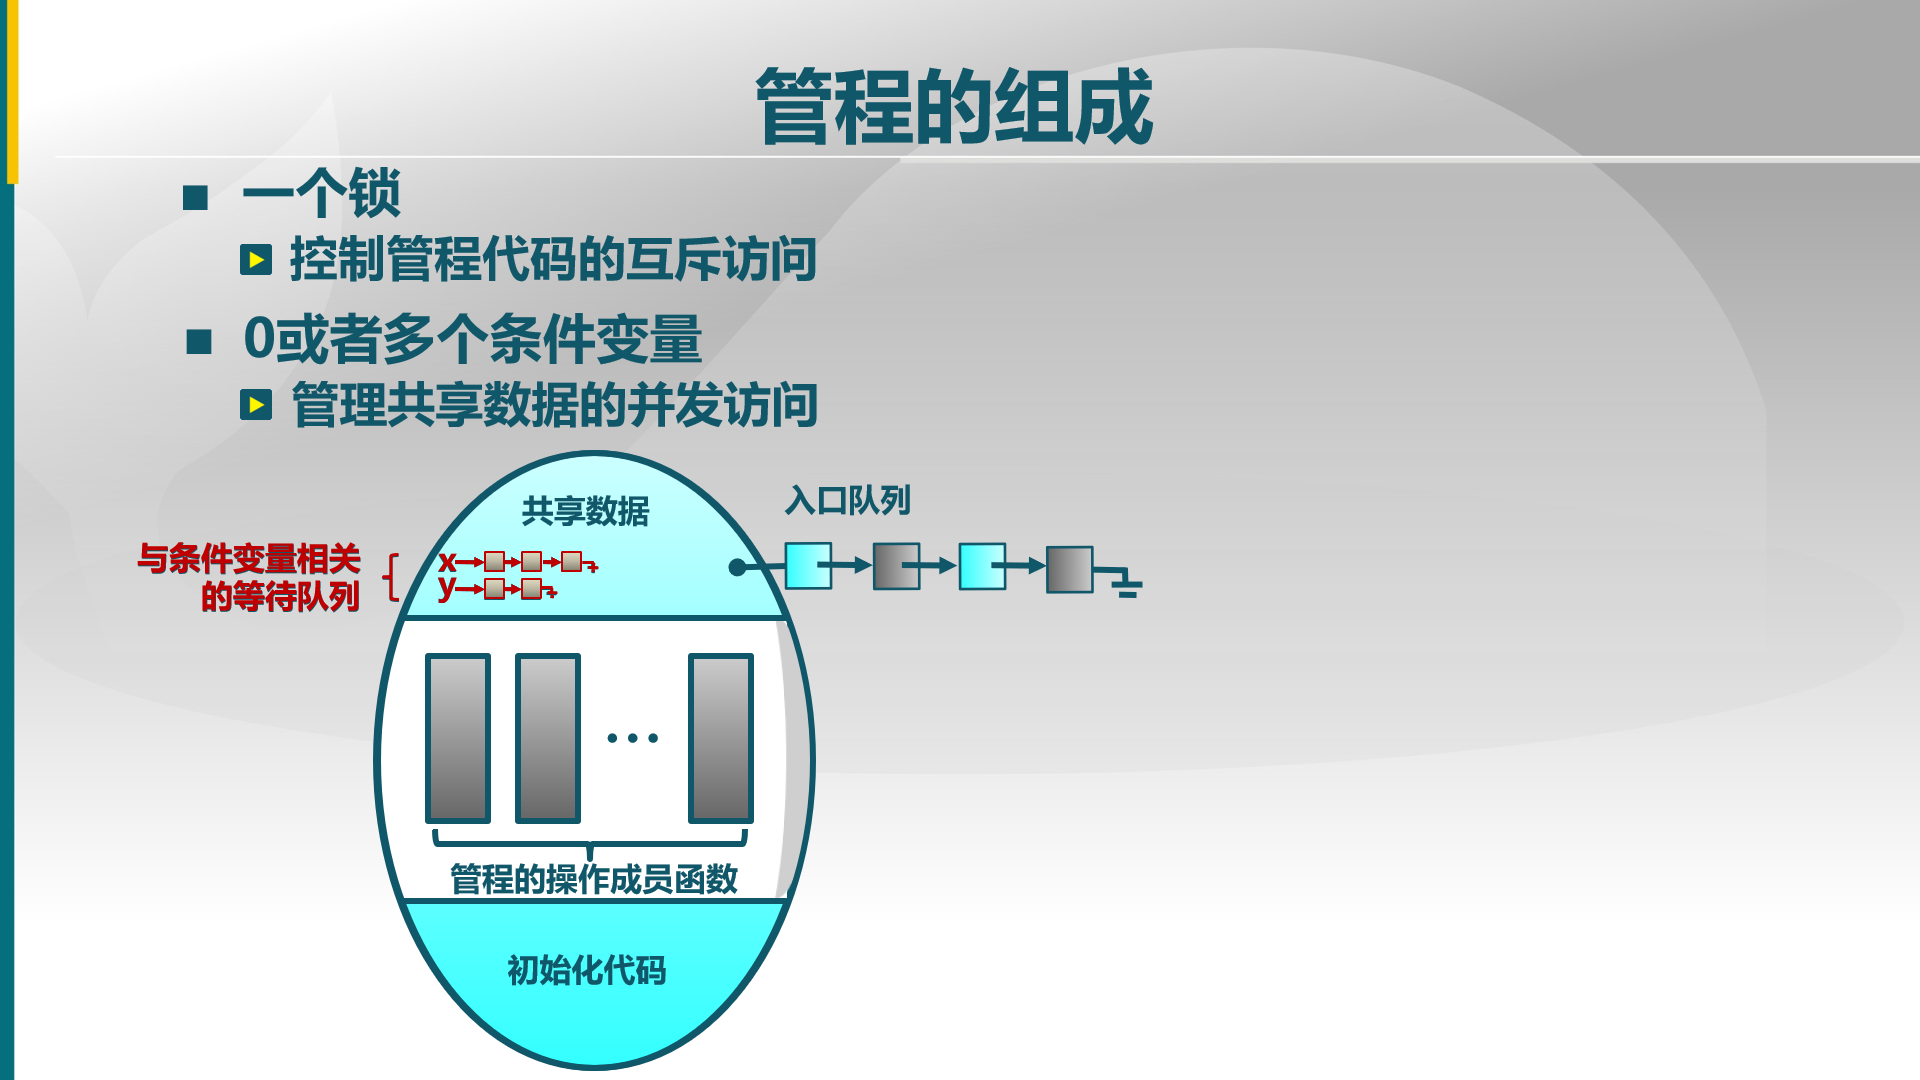 管程的组成
一个锁
控制管程代码的互斥访问
0或者多个条件变量
管理共享数据的并发访问
共享数据
入口队列
与条件变量相关
的等待队列
x
y
...
管程的操作成员函数
初始化代码